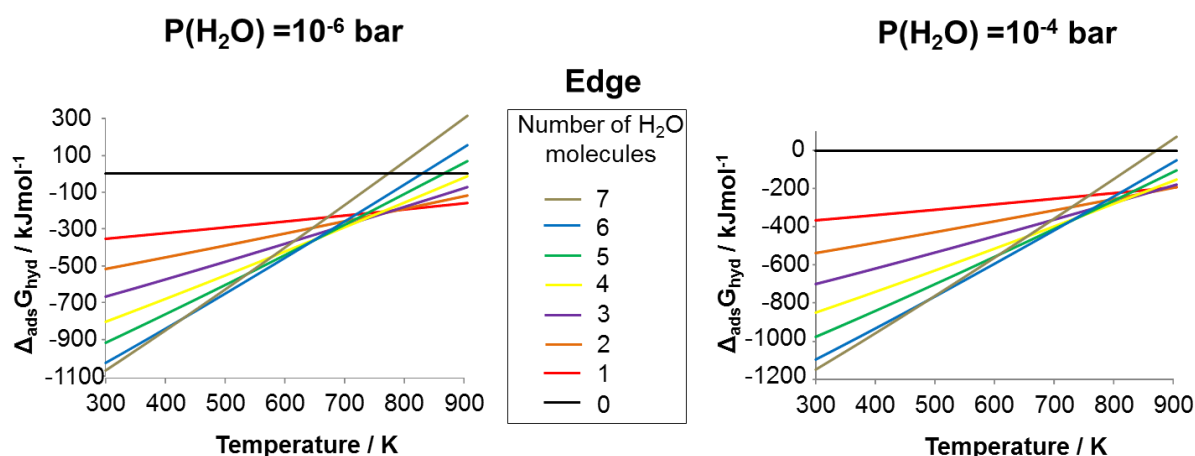 P(H₂O) =10⁻⁶ bar
P(H₂O) =10⁻⁴ bar
Edge
Number of H₂O
molecules
7
6
5
4
3
2
1
0
300
100
-100
-300
-500
-700
-900
-1100
300 400 500 600 700 800 900
Temperature / K
ΔadsGhyd / kJmol⁻¹
0
-200
-400
-600
-800
-1000
-1200
300 400 500 600 700 800 900
Temperature / K
ΔadsGhyd / kJmol⁻¹